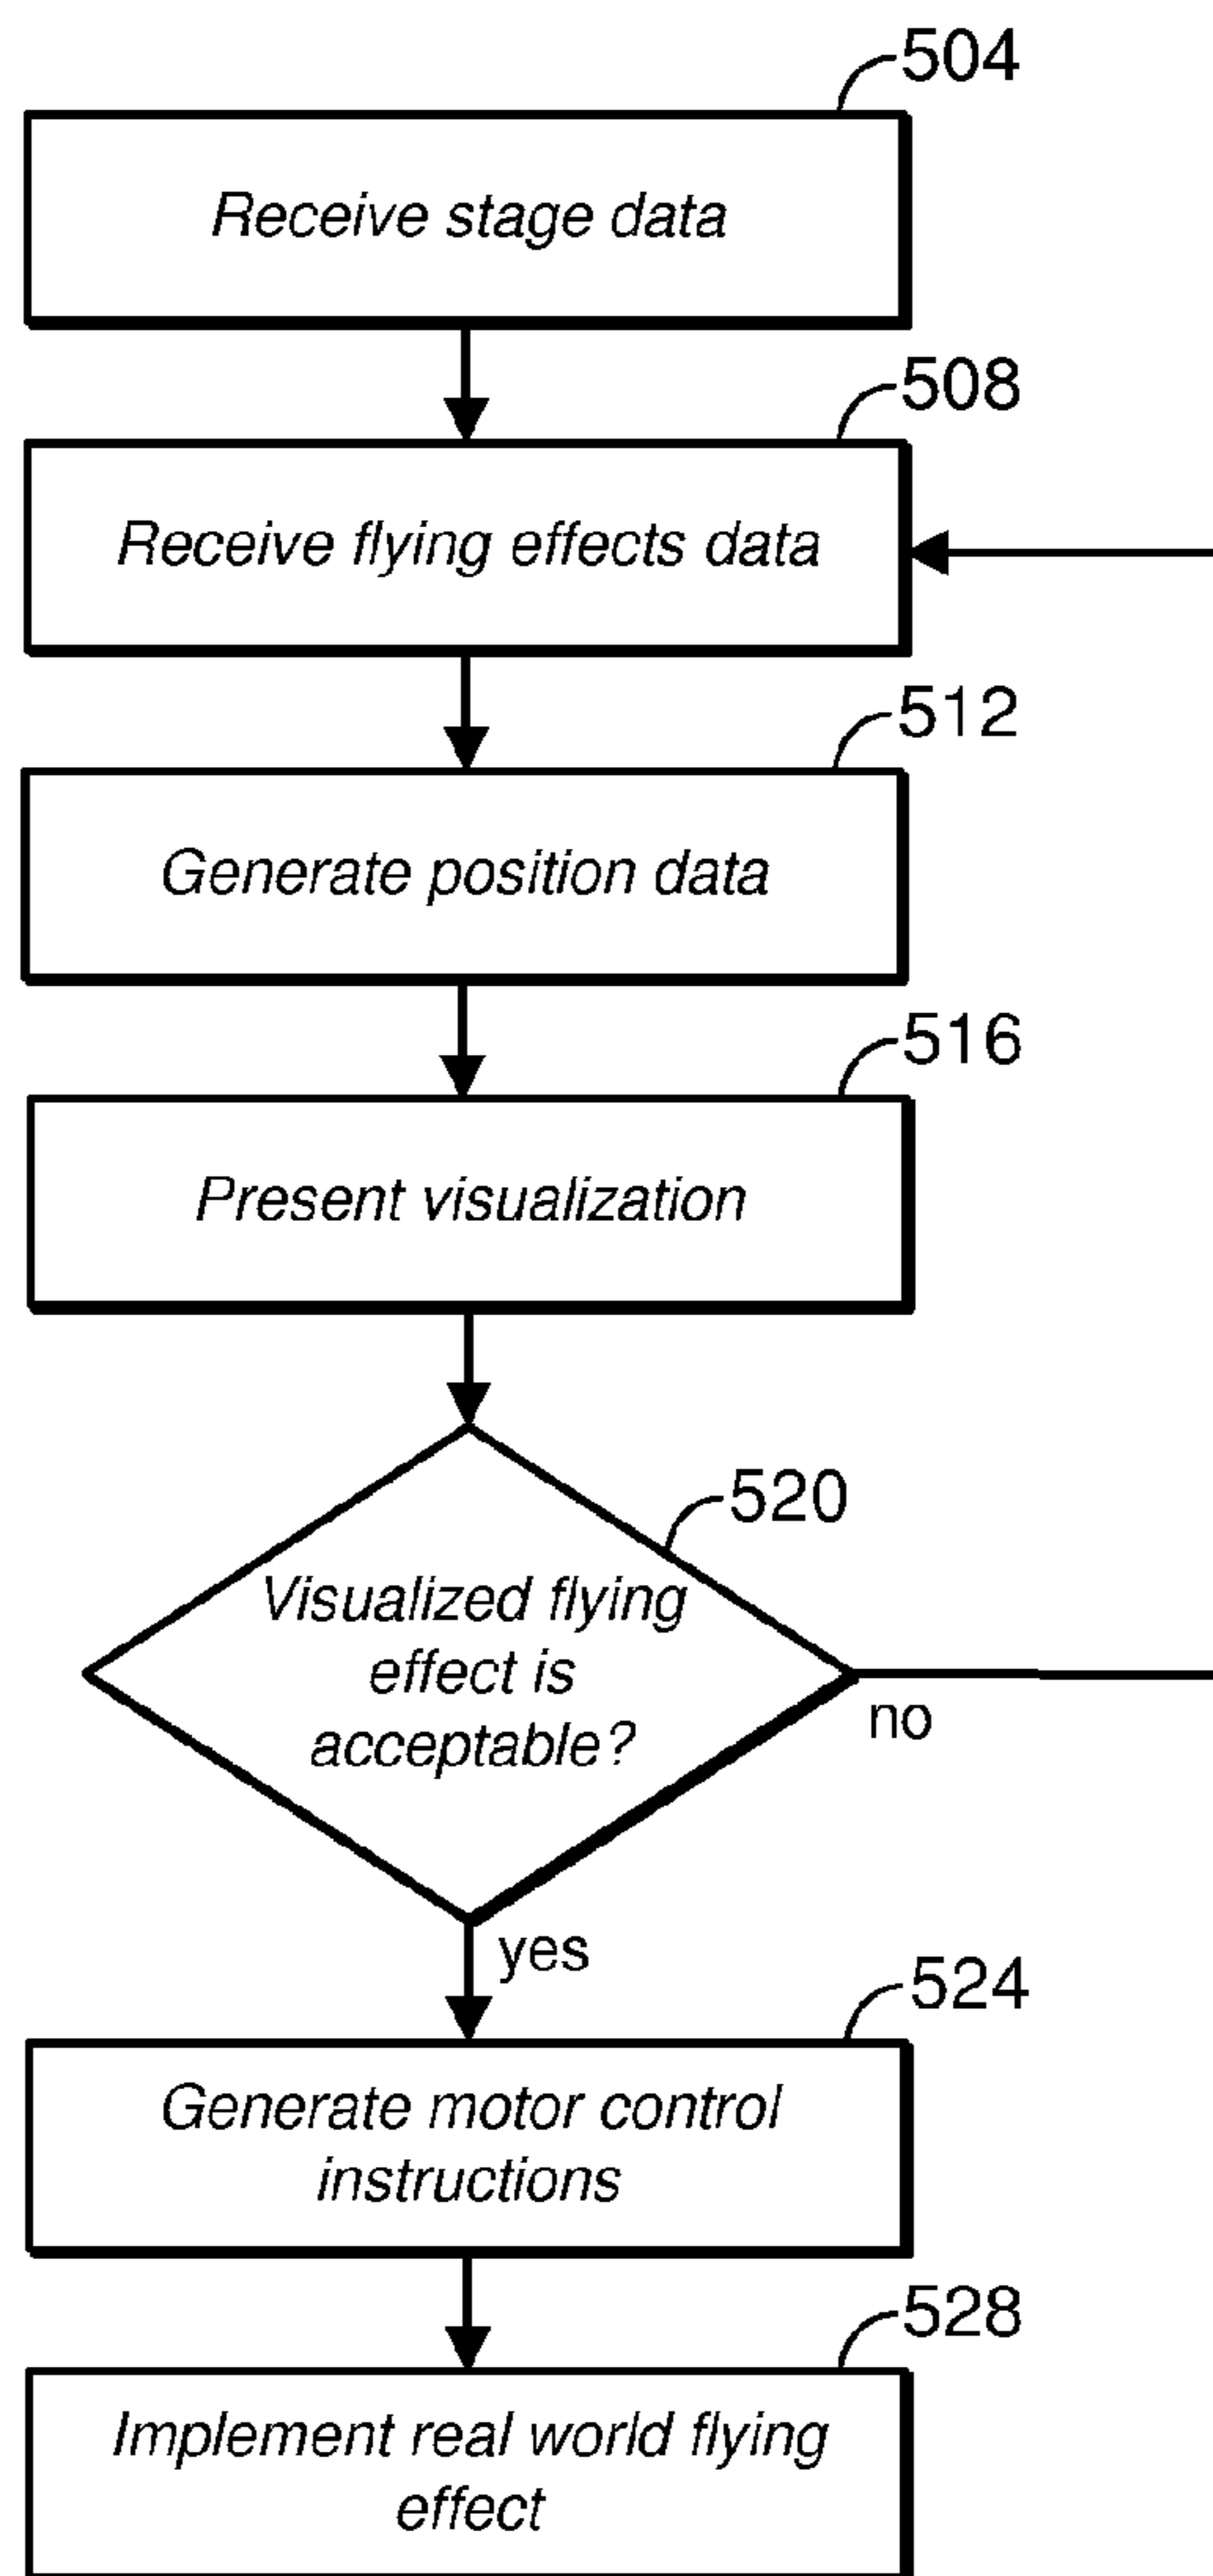 504
Receive stage data
508
Receive flying effects data
512
Generate position data
516
Present visualization
520
Visualized flying
effect is
acceptable?
no
yes
524
Generate motor control
instructions
528
Implement real world flying
effect